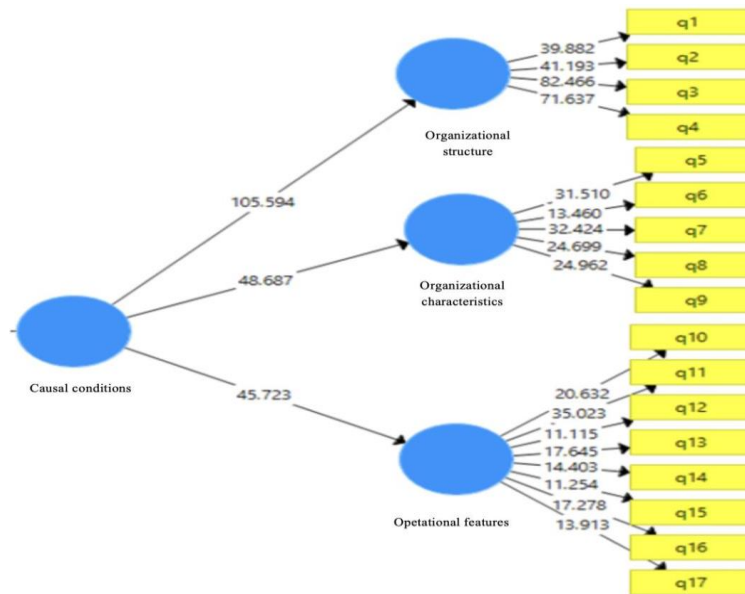 q1
39.882
q2
41.193
82.466
q3
71.637
q4
Organizational
structure
q5
31.510
q6
13.460
105.594
32.424
q7
24.699
q8
24.962
48.687
Organizational
characteristics
q9
q10
q11
Causal conditions
20.632
45.723
35.023
q12
11.115
17.645
q13
14.403
q14
11.254
17.278
q15
Opetational features
13.913
q16
q17